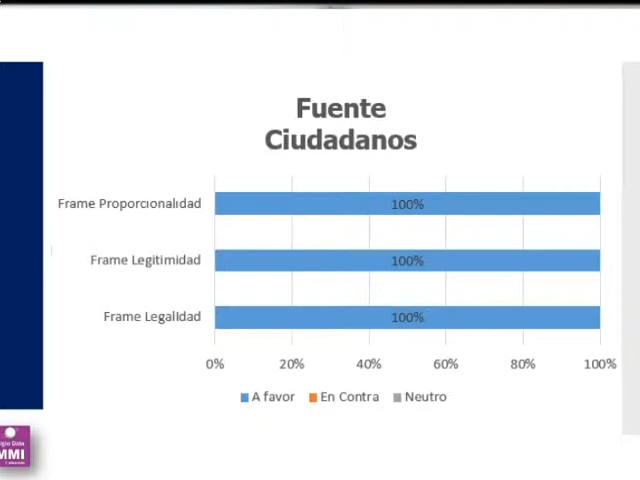 Fuente
Ciudadanos
Frame Proporcionalidad
100%
Frame Legitimidad
100%
Frame Legalidad
100%
0% 20% 40% 60% 80% 100%
A favor En Contra Neutro
MMI